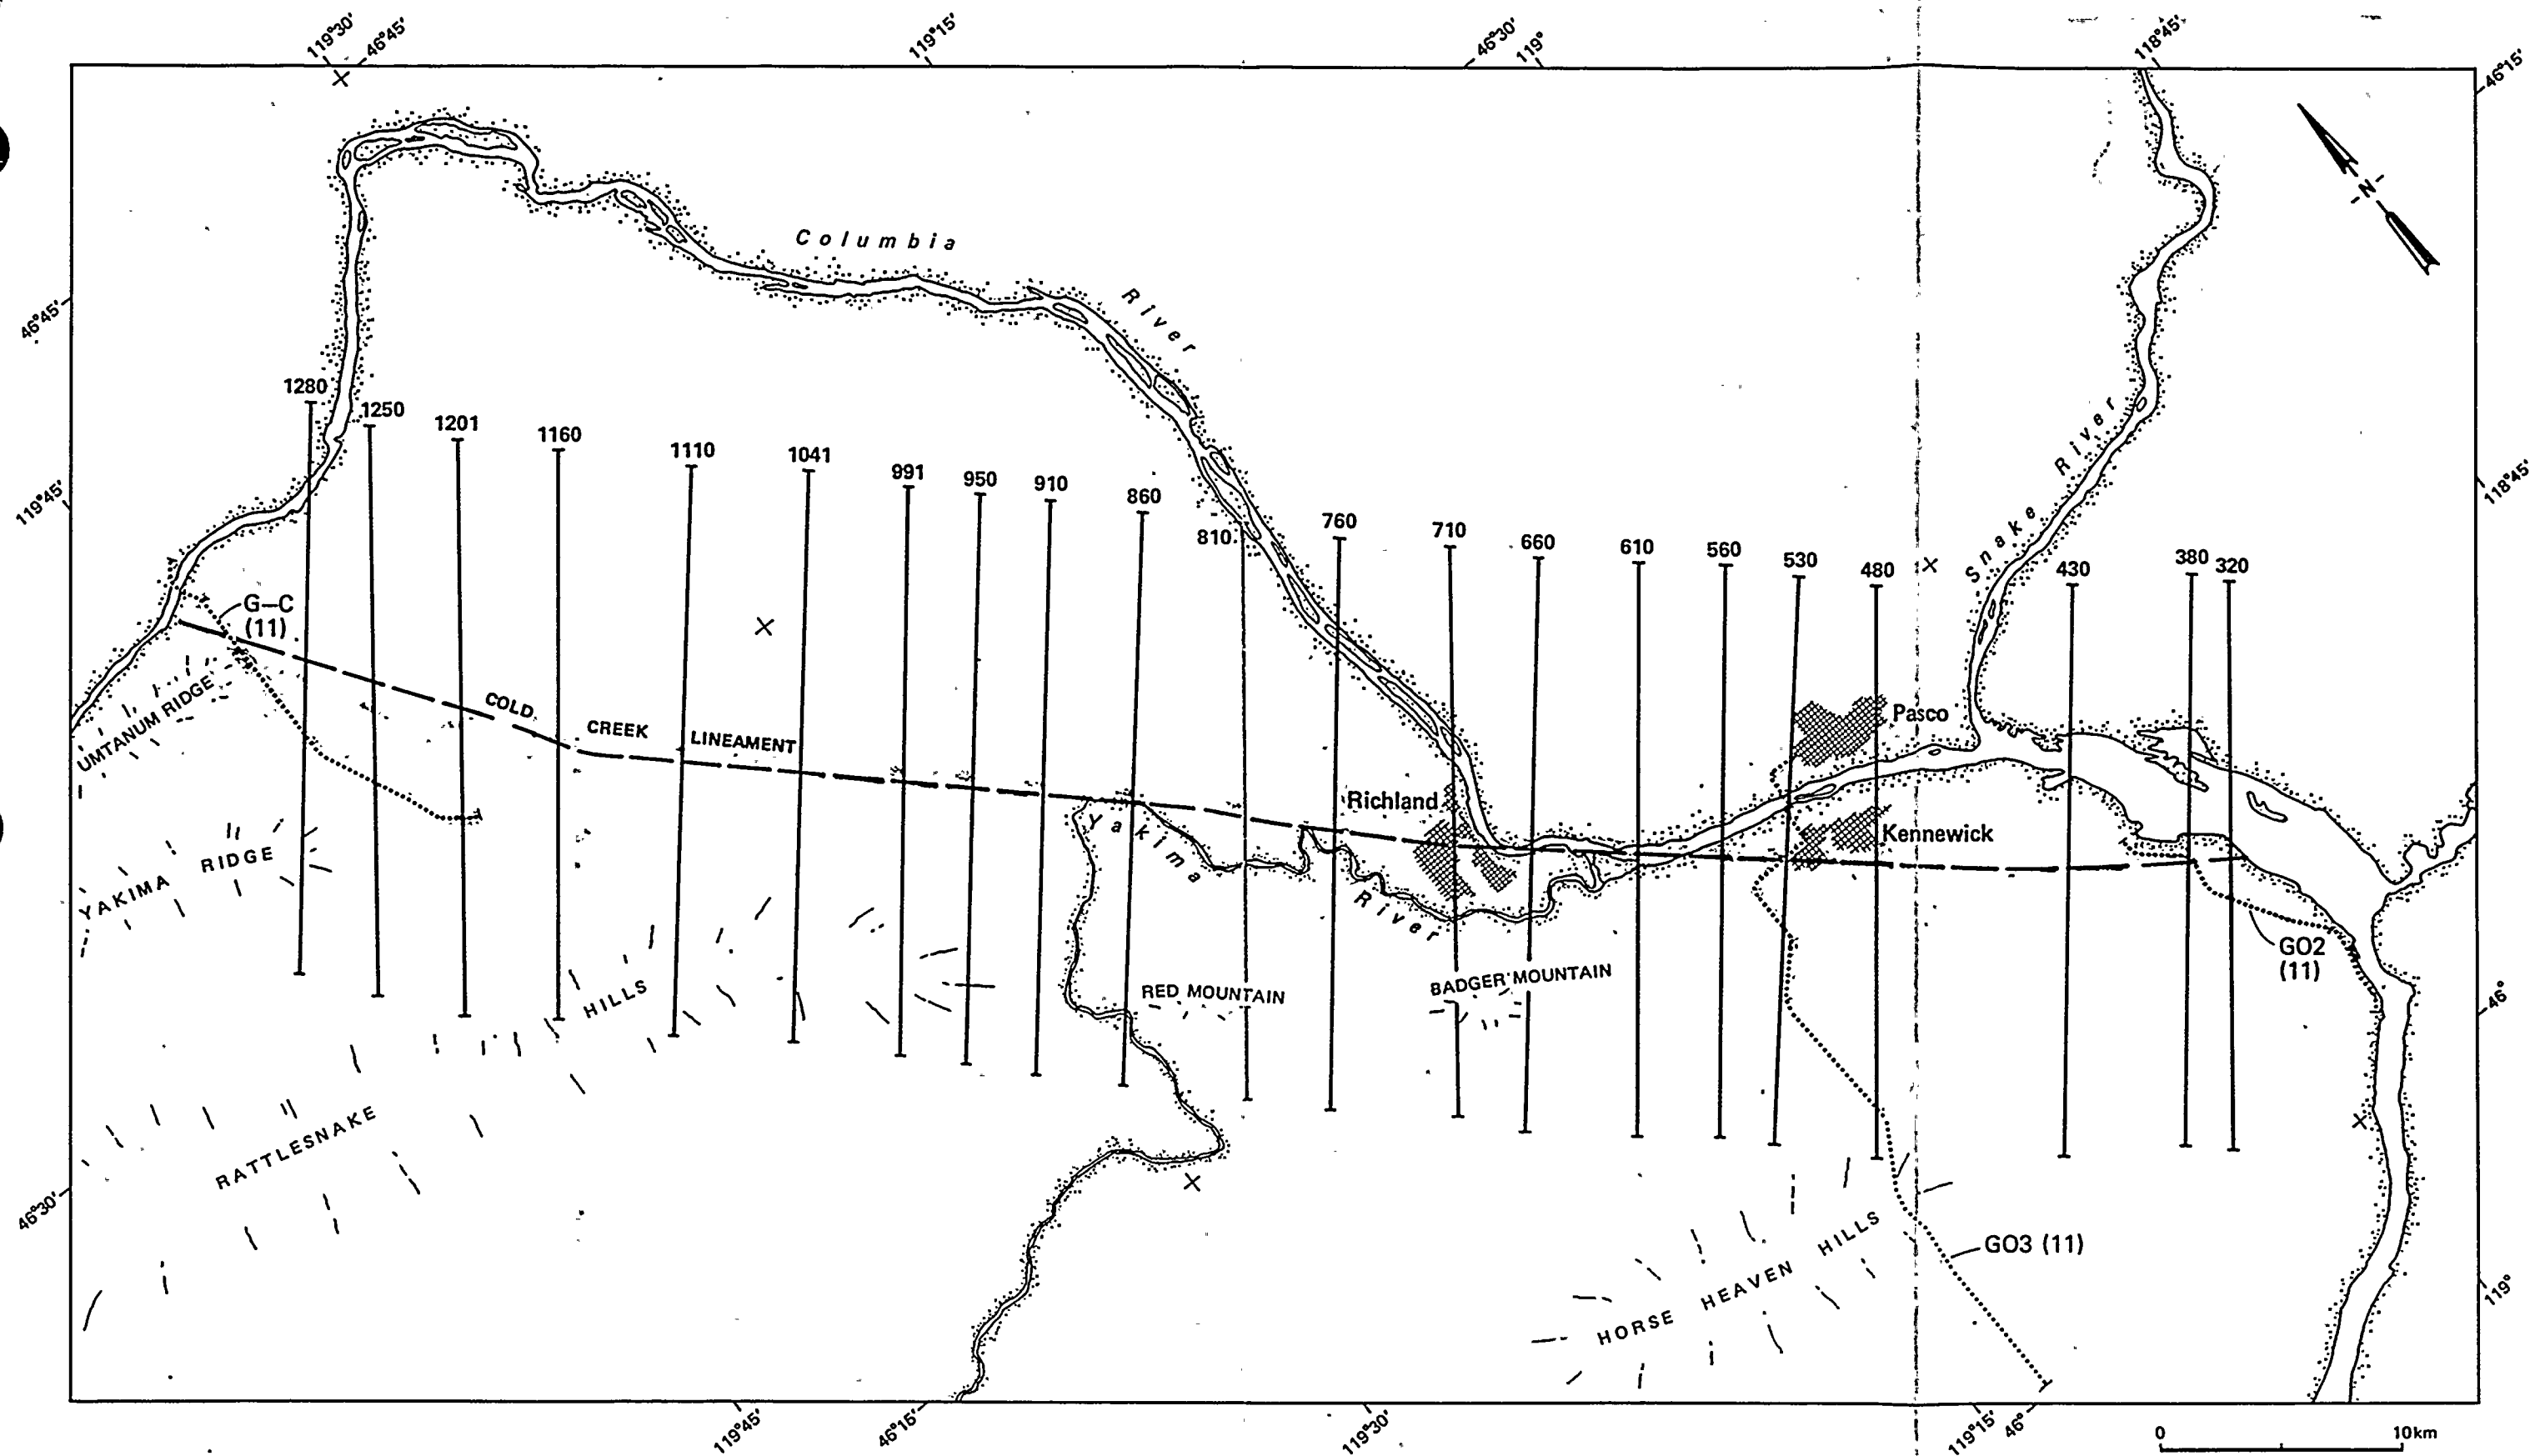 119°30'
46°45'
119°15'
46°30'
119°
118°45'
46°15'
N
Columbia
River
46°45'
1280
1250
1201
1160
1110
1041
991
950
910
860
810
760
710
660
610
560
530
480
430
380
320
119°45'
118°45'
Snake River
G–C
(11)
UMTANUM RIDGE
COLD
CREEK
LINEAMENT
Pasco
Richland
Kennewick
Yakima
River
YAKIMA RIDGE
GO2
(11)
HILLS
RED MOUNTAIN
BADGER MOUNTAIN
46°
RATTLESNAKE
46°30'
HORSE HEAVEN HILLS
GO3 (11)
119°
119°45'
46°15'
119°30'
119°15'
46°
0
10km